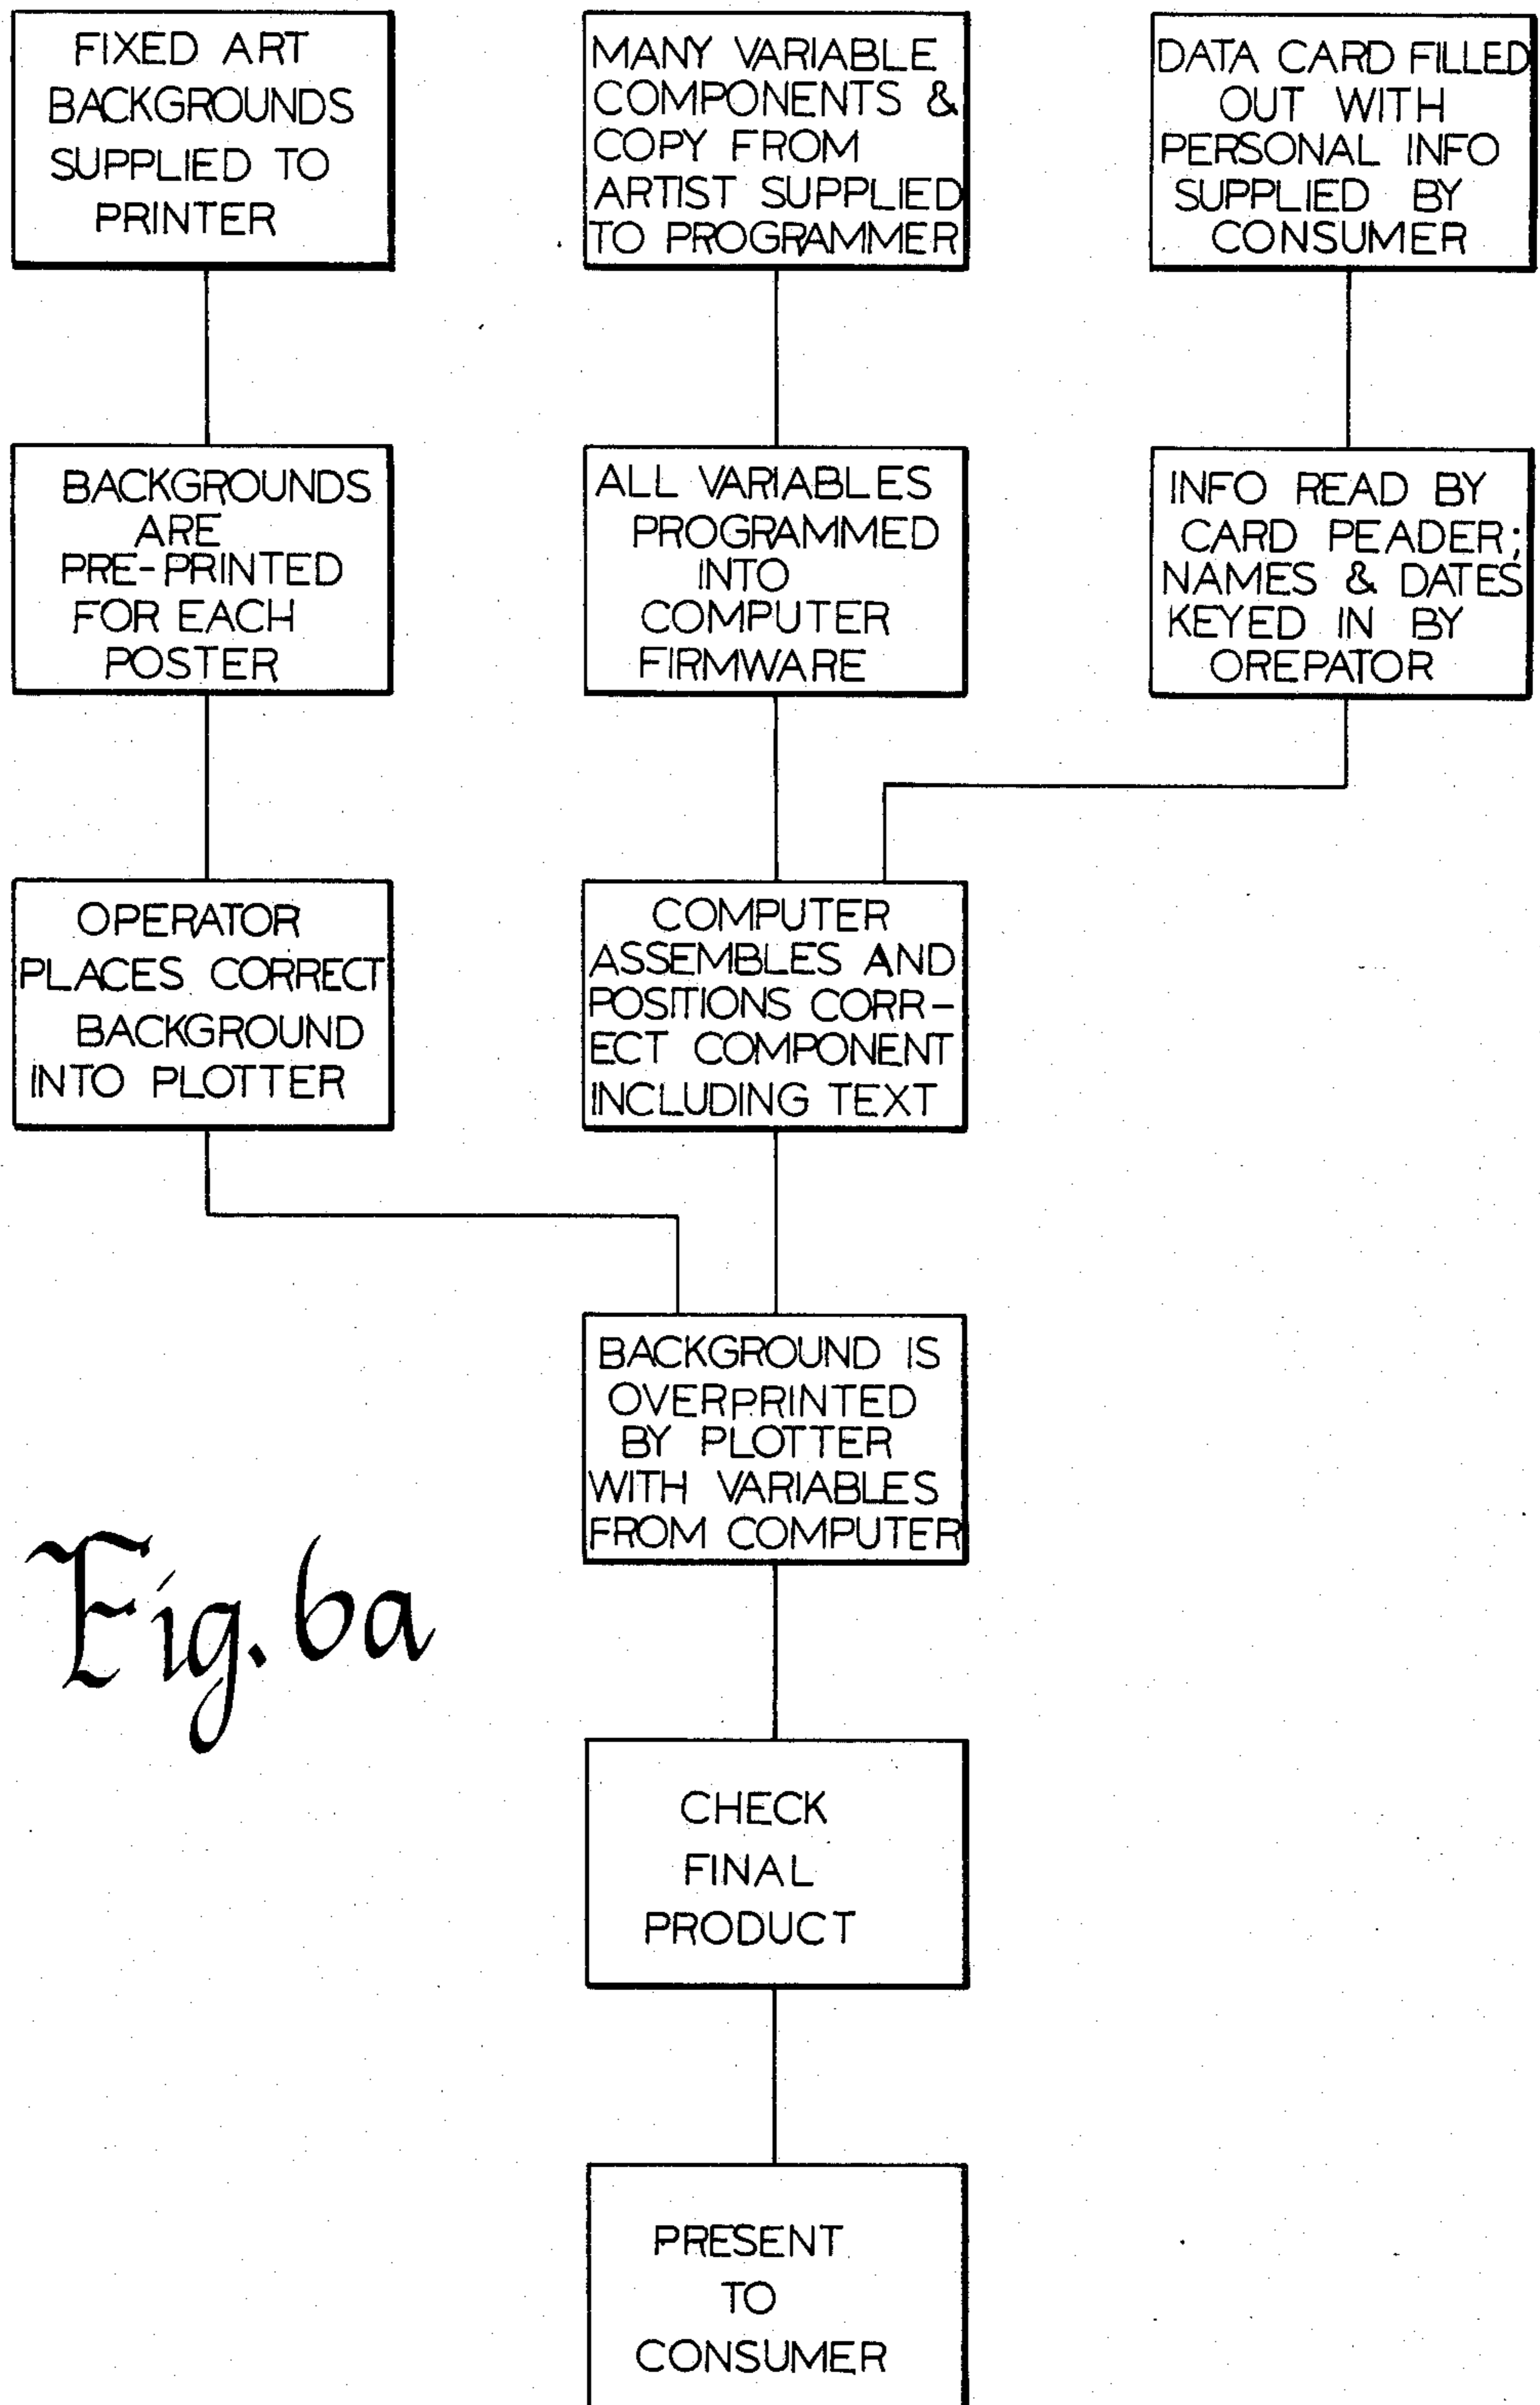 FIXED ART
BACKGROUNDS
SUPPLIED TO
PRINTER
MANY VARIABLE
COMPONENTS &
COPY FROM
ARTIST SUPPLIED
TO PROGRAMMER
DATA CARD FILLED
OUT WITH
PERSONAL INFO
SUPPLIED BY
CONSUMER
BACKGROUNDS
ARE
PRE-PRINTED
FOR EACH
POSTER
ALL VARIABLES
PROGRAMMED
INTO
COMPUTER
FIRMWARE
INFO READ BY
CARD PEADER;
NAMES & DATES
KEYED IN BY
OREPATOR
OPERATOR
PLACES CORRECT
BACKGROUND
INTO PLOTTER
COMPUTER
ASSEMBLES AND
POSITIONS CORR-
ECT COMPONENT
INCLUDING TEXT
BACKGROUND IS
OVERPRINTED
BY PLOTTER
WITH VARIABLES
FROM COMPUTER
Fig. 6a
CHECK
FINAL
PRODUCT
PRESENT
TO
CONSUMER